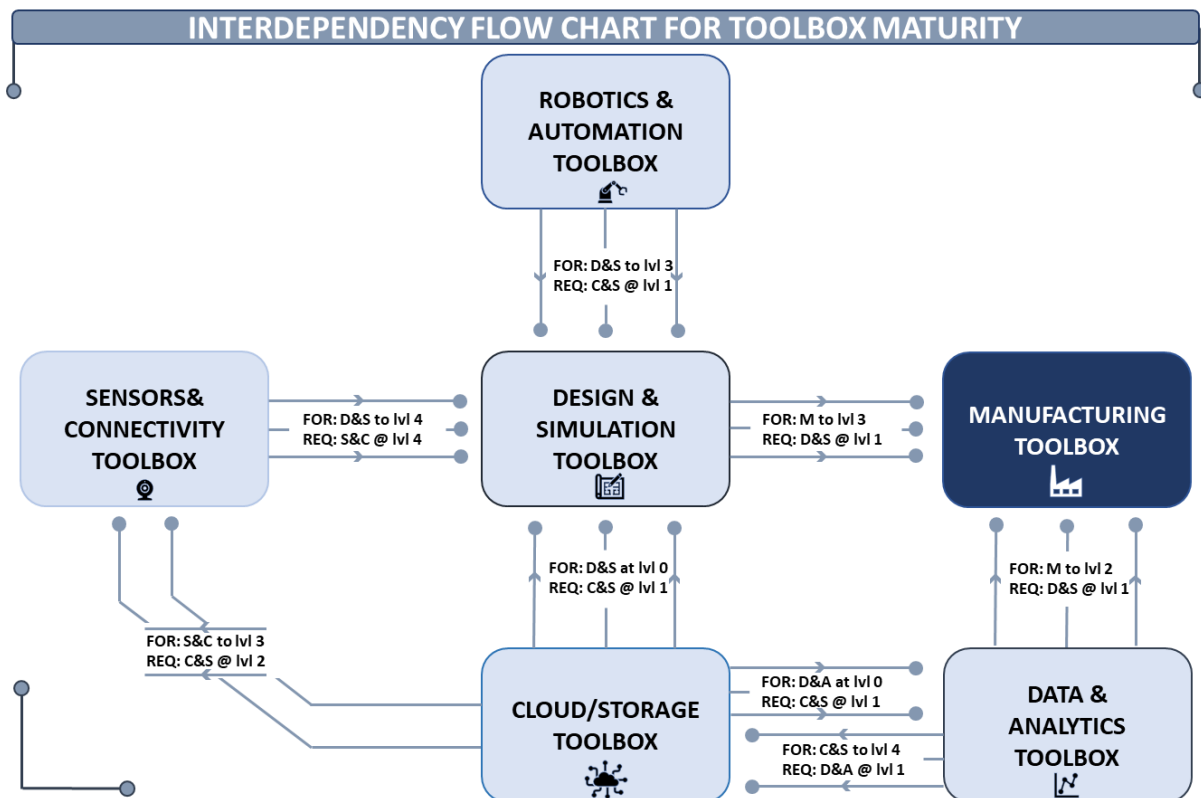 INTERDEPENDENCY FLOW CHART FOR TOOLBOX MATURITY
ROBOTICS &
AUTOMATION
TOOLBOX
FOR: D&S to lvl 3
REQ: C&S @ lvl 1
SENSORS&
CONNECTIVITY
TOOLBOX
FOR: D&S to lvl 4
REQ: S&C @ lvl 4
DESIGN &
SIMULATION
TOOLBOX
FOR: M to lvl 3
REQ: D&S @ lvl 1
MANUFACTURING
TOOLBOX
FOR: D&S at lvl 0
REQ: C&S @ lvl 1
FOR: M to lvl 2
REQ: D&S @ lvl 1
FOR: S&C to lvl 3
REQ: C&S @ lvl 2
CLOUD/STORAGE
TOOLBOX
FOR: D&A at lvl 0
REQ: C&S @ lvl 1
FOR: C&S to lvl 4
REQ: D&A @ lvl 1
DATA &
ANALYTICS
TOOLBOX